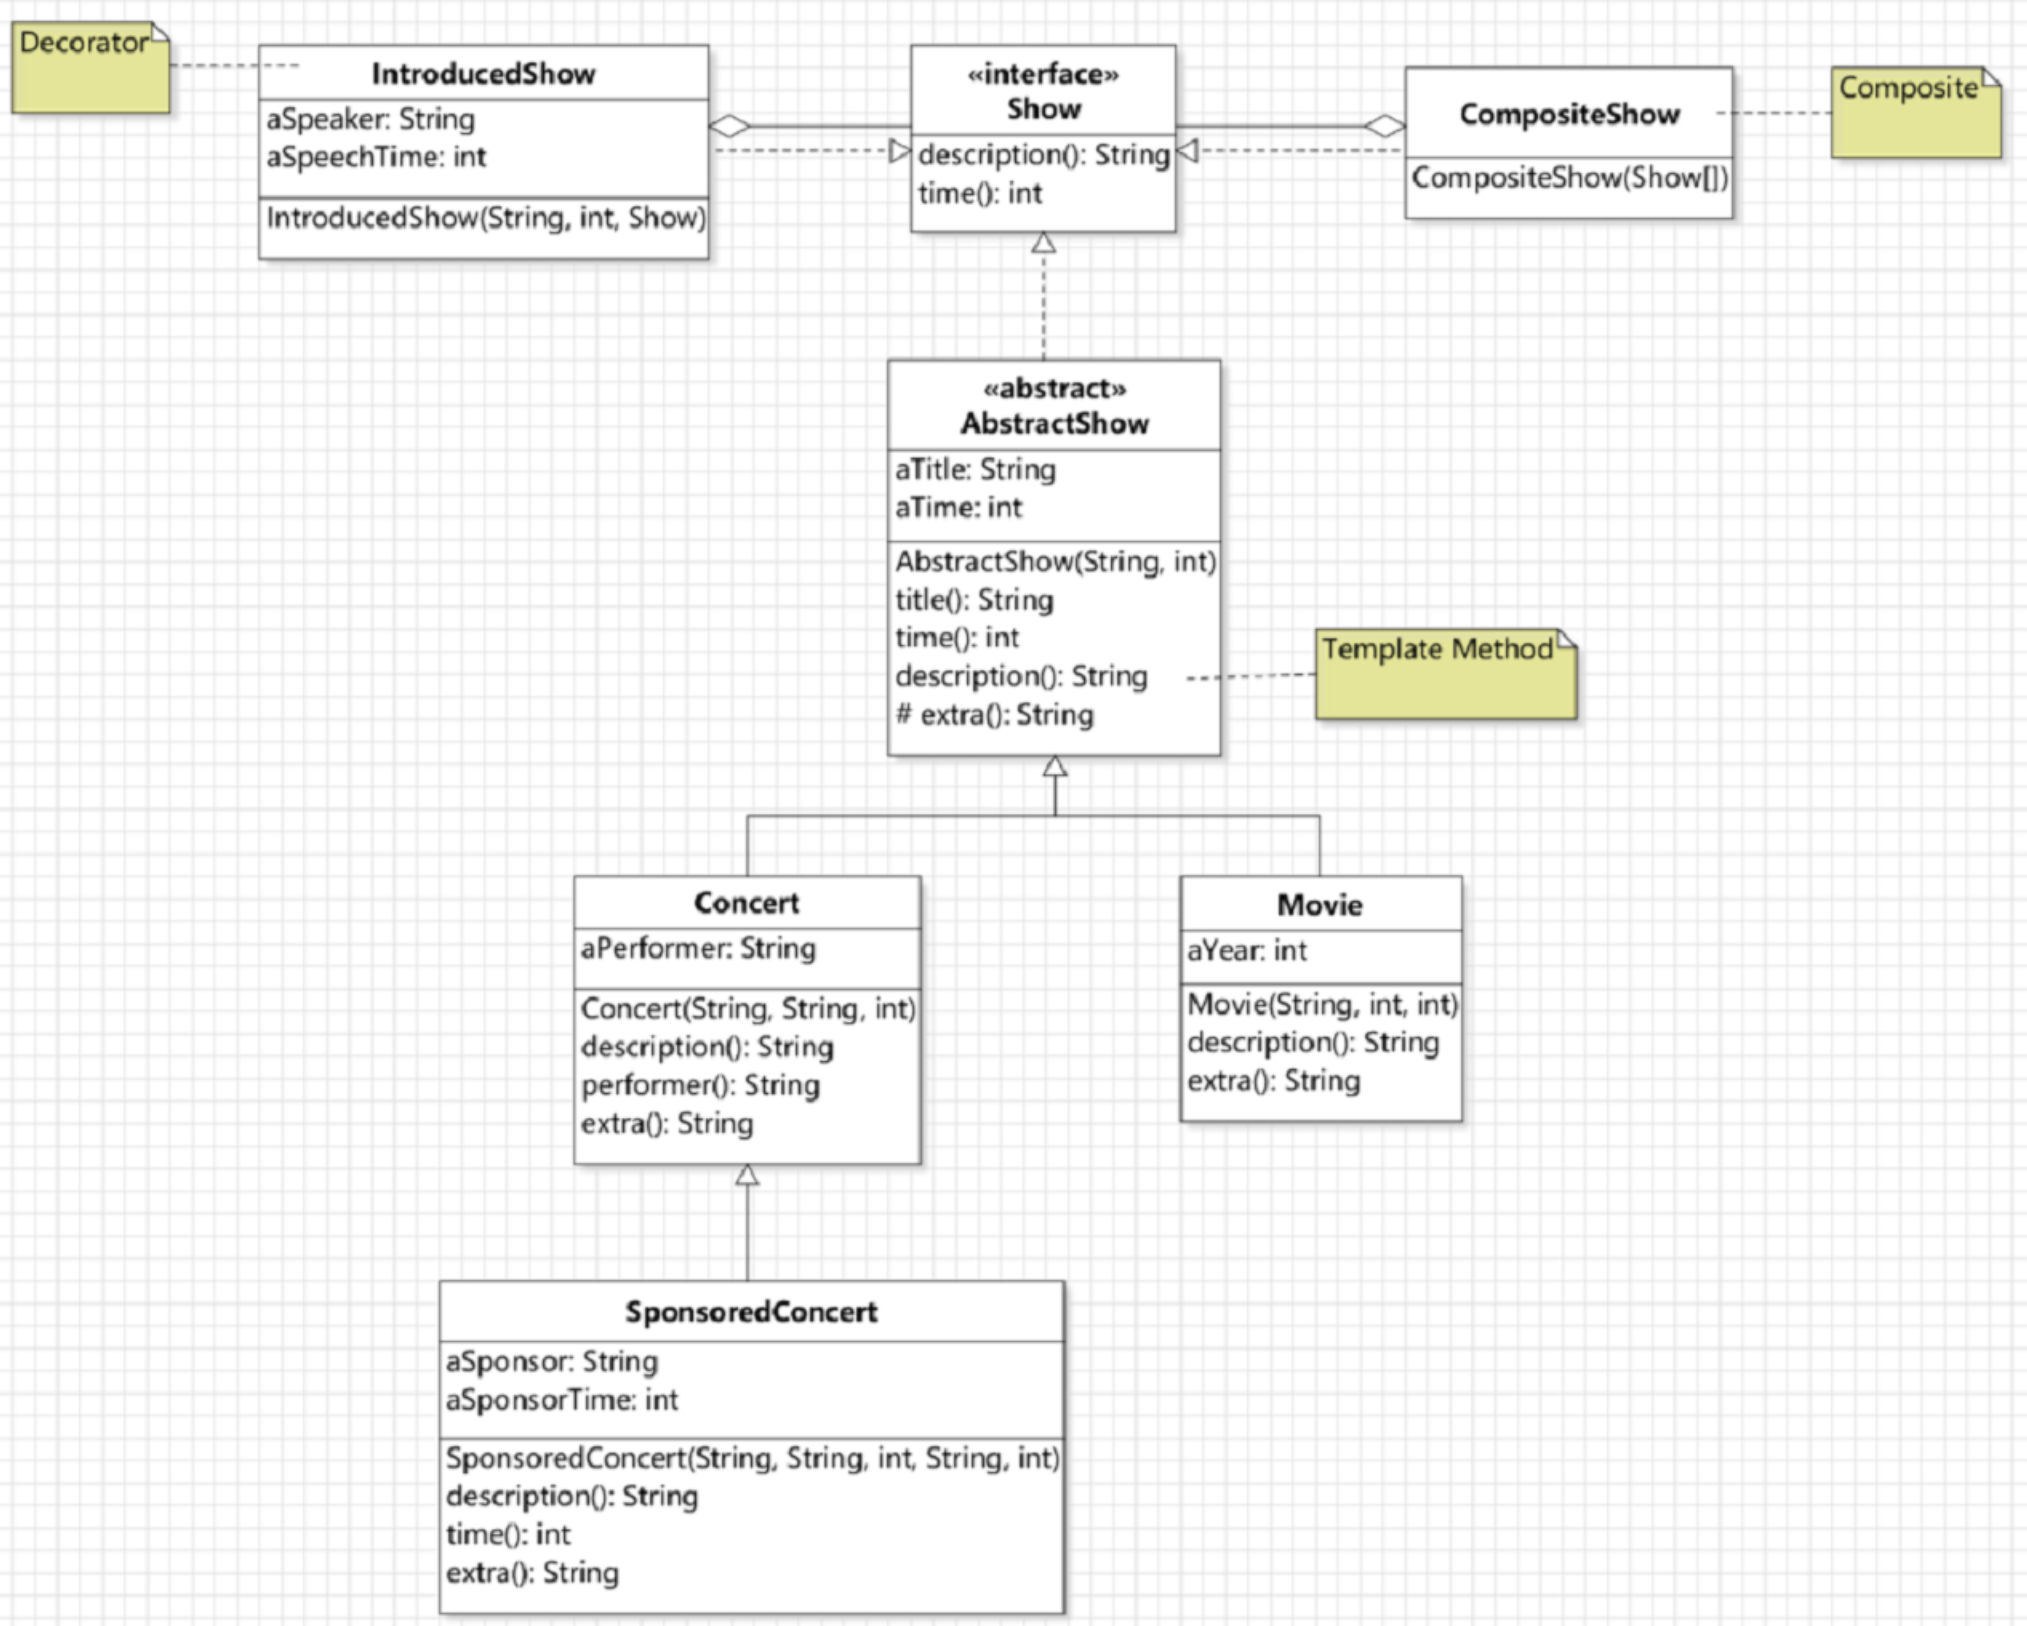 Decorator
IntroducedShow
aSpeaker: String
aSpeechTime: int
IntroducedShow(String, int, Show)
«interface»
Show
description(): String
time(): int
CompositeShow
CompositeShow(Show[])
Composite
«abstract»
AbstractShow
aTitle: String
aTime: int
AbstractShow(String, int)
title(): String
time(): int
description(): String
# extra(): String
Template Method
Concert
aPerformer: String
Concert(String, String, int)
description(): String
performer(): String
extra(): String
Movie
aYear: int
Movie(String, int, int)
description(): String
extra(): String
SponsoredConcert
aSponsor: String
aSponsorTime: int
SponsoredConcert(String, String, int, String, int)
description(): String
time(): int
extra(): String